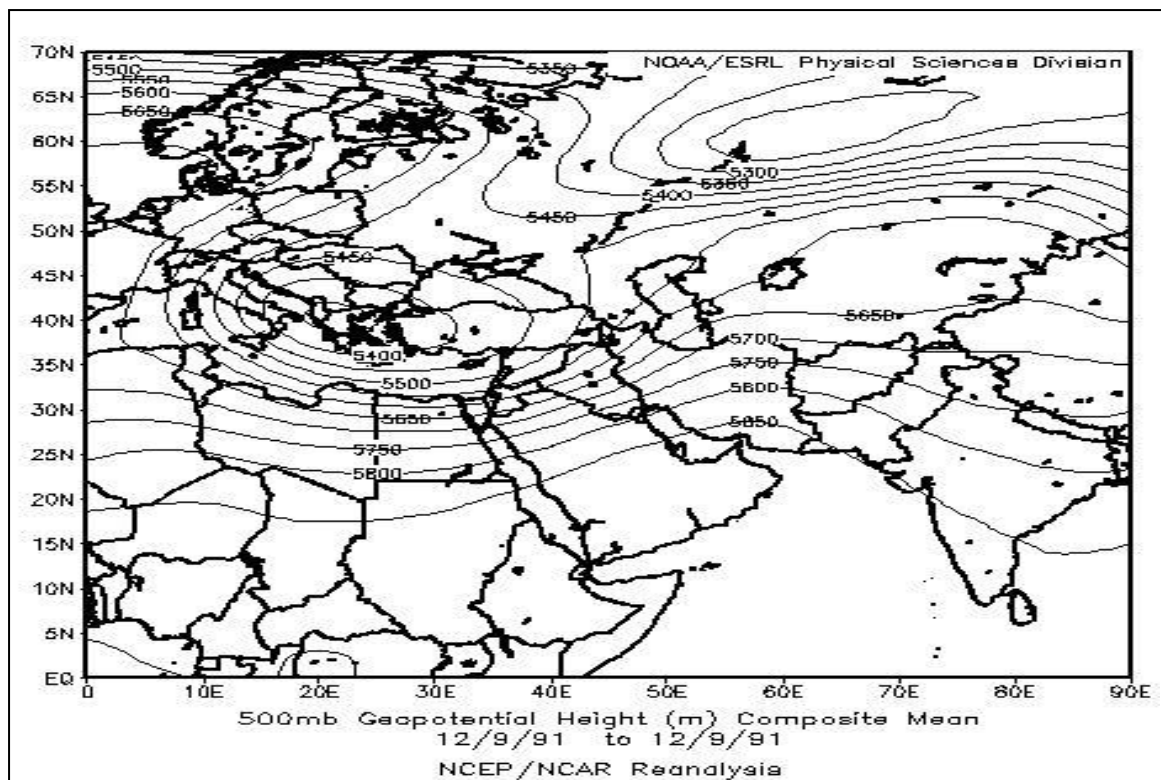 70N
65N
60N
55N
50N
45N
40N
35N
30N
25N
20N
15N
10N
5N
EQ
NOAA/ESRL Physical Sciences Division
5500
5550
5600
5650
5350
5300
5350
5400
5450
5450
5400
5500
5650
5750
5800
5650
5700
5750
5800
5850
0 10E 20E 30E 40E 50E 60E 70E 80E 90E
500mb Geopotential Height (m) Composite Mean
12/9/91 to 12/9/91
NCEP/NCAR Reanalysis